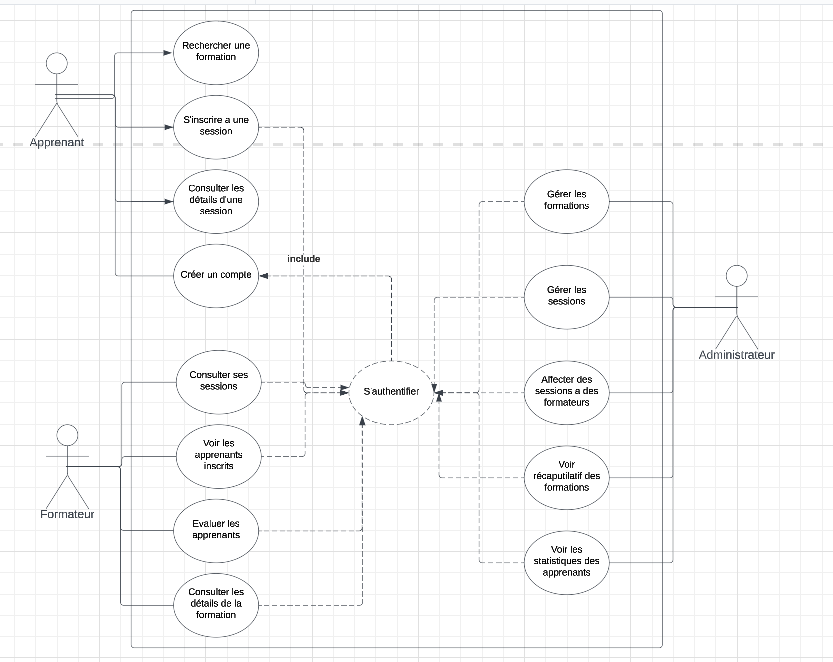 Rechercher une
formation
Apprenant
S'inscrire a une
session
Consulter les
détails d'une
session
include
Créer un compte
Gérer les
formations
Gérer les
sessions
Administrateur
Consulter ses
sessions
S'authentifier
Affecter des
sessions a des
formateurs
Voir les
apprenants
inscrits
Voir
récaputilatif des
formations
Formateur
Evaluer les
apprenants
Voir les
statistiques des
apprenants
Consulter les
détails de la
formation